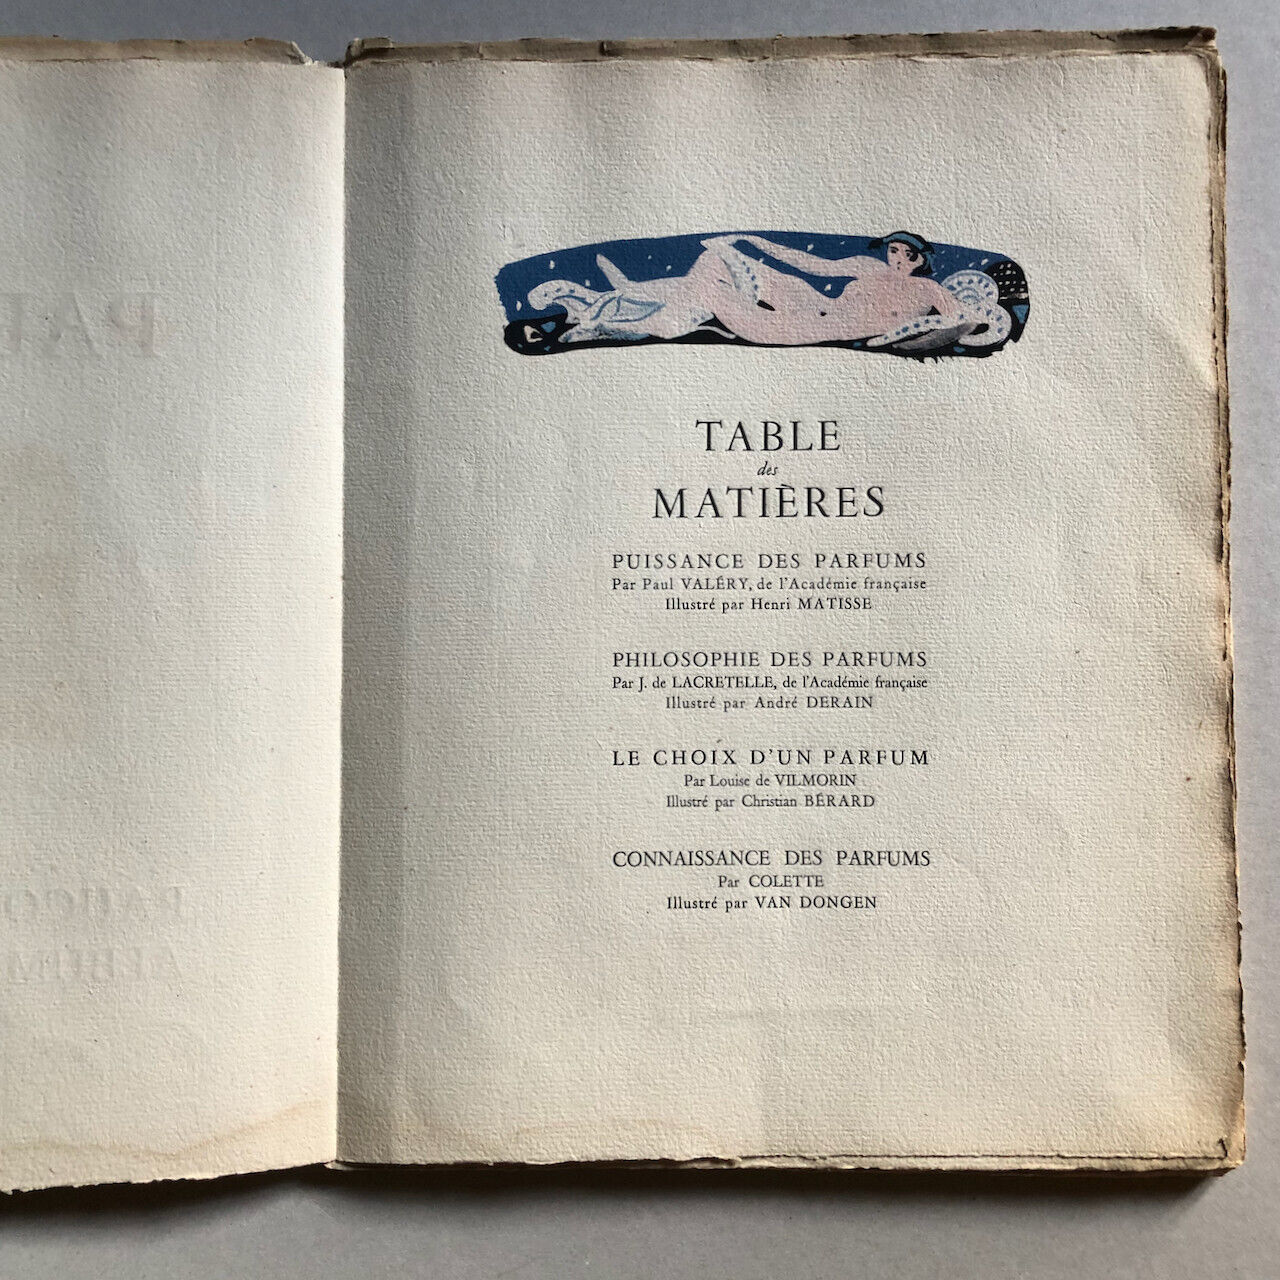 TABLE
des
MATIÈRES
PUISSANCE DES PARFUMS
Par Paul VALÉRY, de l'Académie française
Illustré par Henri MATISSE
PHILOSOPHIE DES PARFUMS
Par J. de LACRETELLE, de l'Académie française
Illustré par André DERAIN
LE CHOIX D'UN PARFUM
Par Louise de VILMORIN
Illustré par Christian BÉRARD
CONNAISSANCE DES PARFUMS
Par COLETTE
Illustré par VAN DONGEN